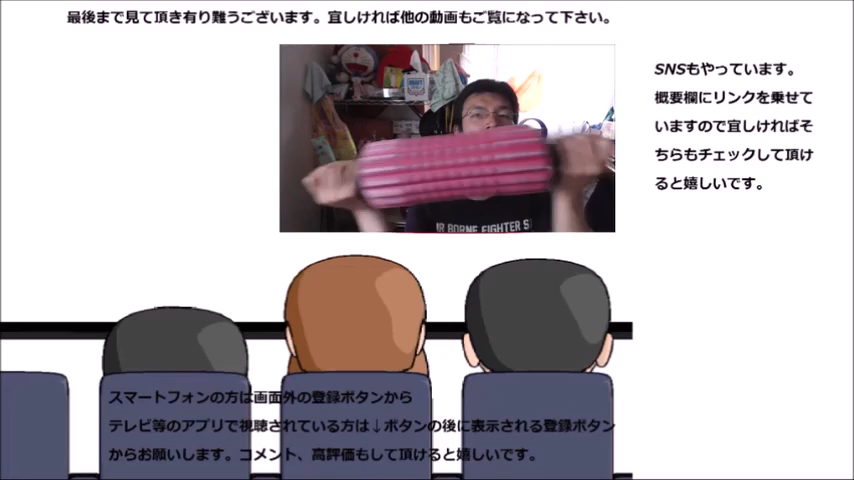 最後まで見て頂き有り難うございます。宜しければ他の動画もご覧になって下さい。
SNSもやっています。
概要欄にリンクを乗せて
いますので宜しければそ
ちらもチェックして頂け
ると嬉しいです。
BORNE FIGHTER S
スマートフォンの方は画面外の登録ボタンから
テレビ等のアプリで視聴されている方は↓ボタンの後に表示される登録ボタン
からお願いします。コメント、高評価もして頂けると嬉しいです。